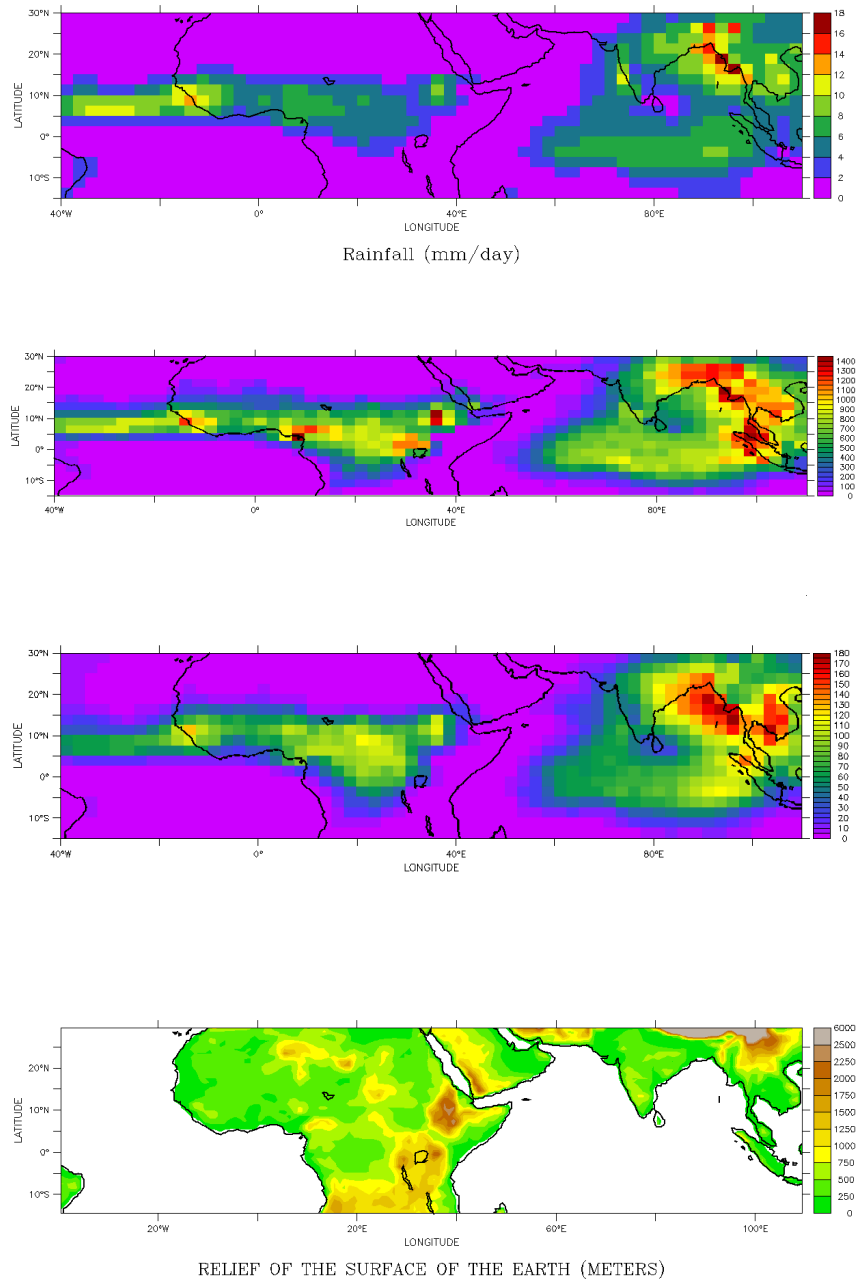 30°N
20°N
10°N
0°
10°S
LATITUDE
40°W
0°
40°E
80°E
LONGITUDE
18
16
14
12
10
8
6
4
2
0
Rainfall (mm/day)
30°N
20°N
10°N
0°
10°S
LATITUDE
40°W
0°
40°E
80°E
LONGITUDE
1400
1300
1200
1100
1000
900
800
700
600
500
400
300
200
100
0
30°N
20°N
10°N
0°
10°S
LATITUDE
40°W
0°
40°E
80°E
LONGITUDE
180
170
160
150
140
130
120
110
100
90
80
70
60
50
40
30
20
10
0
20°N
10°N
0°
10°S
LATITUDE
20°W
20°E
60°E
100°E
LONGITUDE
6000
2500
2250
2000
1750
1500
1250
1000
750
500
250
0
RELIEF OF THE SURFACE OF THE EARTH (METERS)